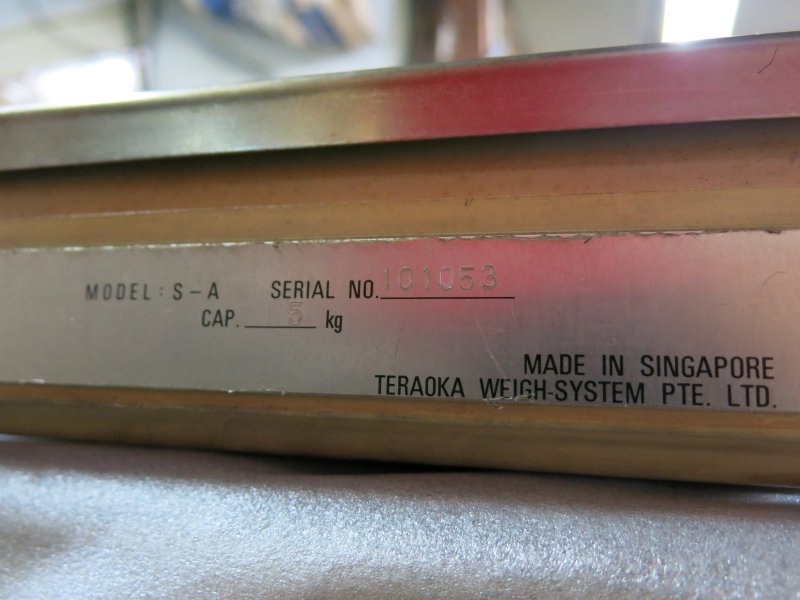 MODEL: S-A SERIAL NO. 101053
CAP. 5 kg
MADE IN SINGAPORE
TERAOKA WEIGH-SYSTEM PTE. LTD.